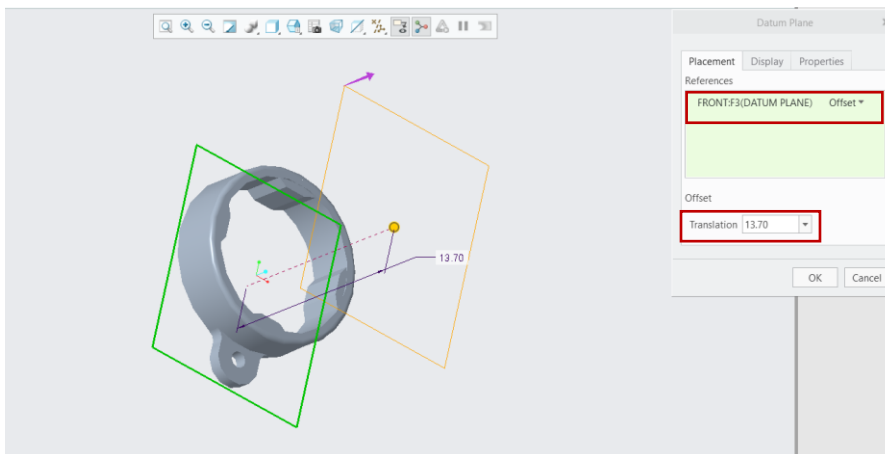 Datum Plane
Placement Display Properties
References
FRONT:F3(DATUM PLANE) Offset
Offset
Translation 13.70
13.70
OK Cancel